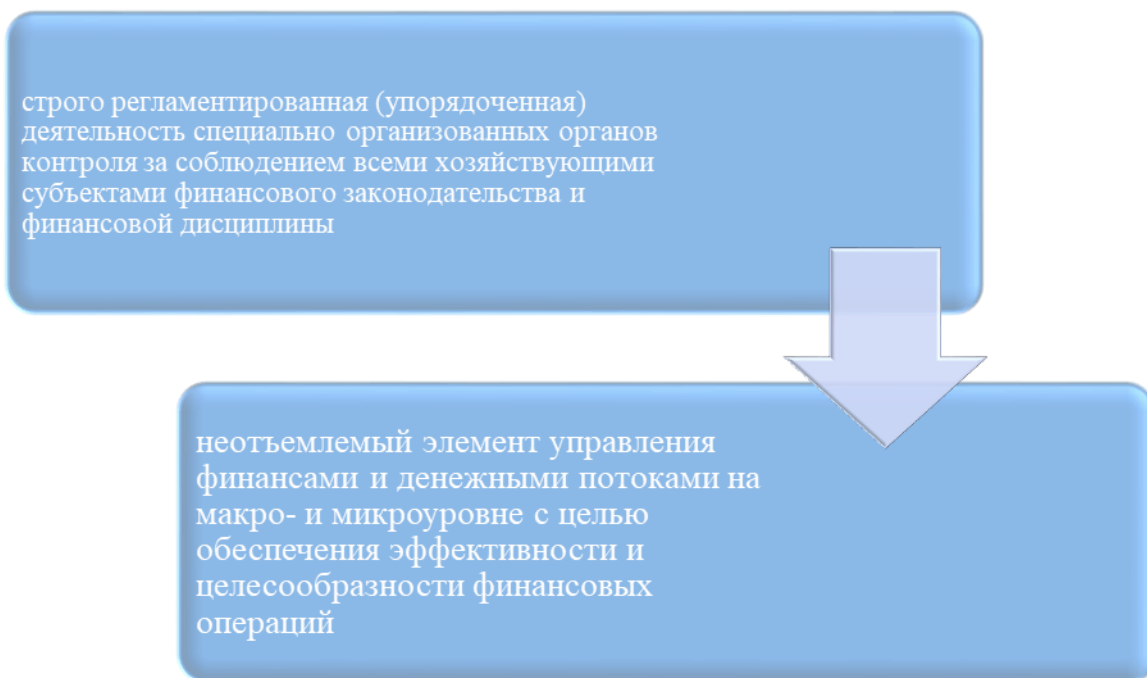 строго регламентированная (упорядоченная)
деятельность специально организованных органов
контроля за соблюдением всеми хозяйствующими
субъектами финансового законодательства и
финансовой дисциплины
неотъемлемый элемент управления
финансами и денежными потоками на
макро- и микроуровне с целью
обеспечения эффективности и
целесообразности финансовых
операций